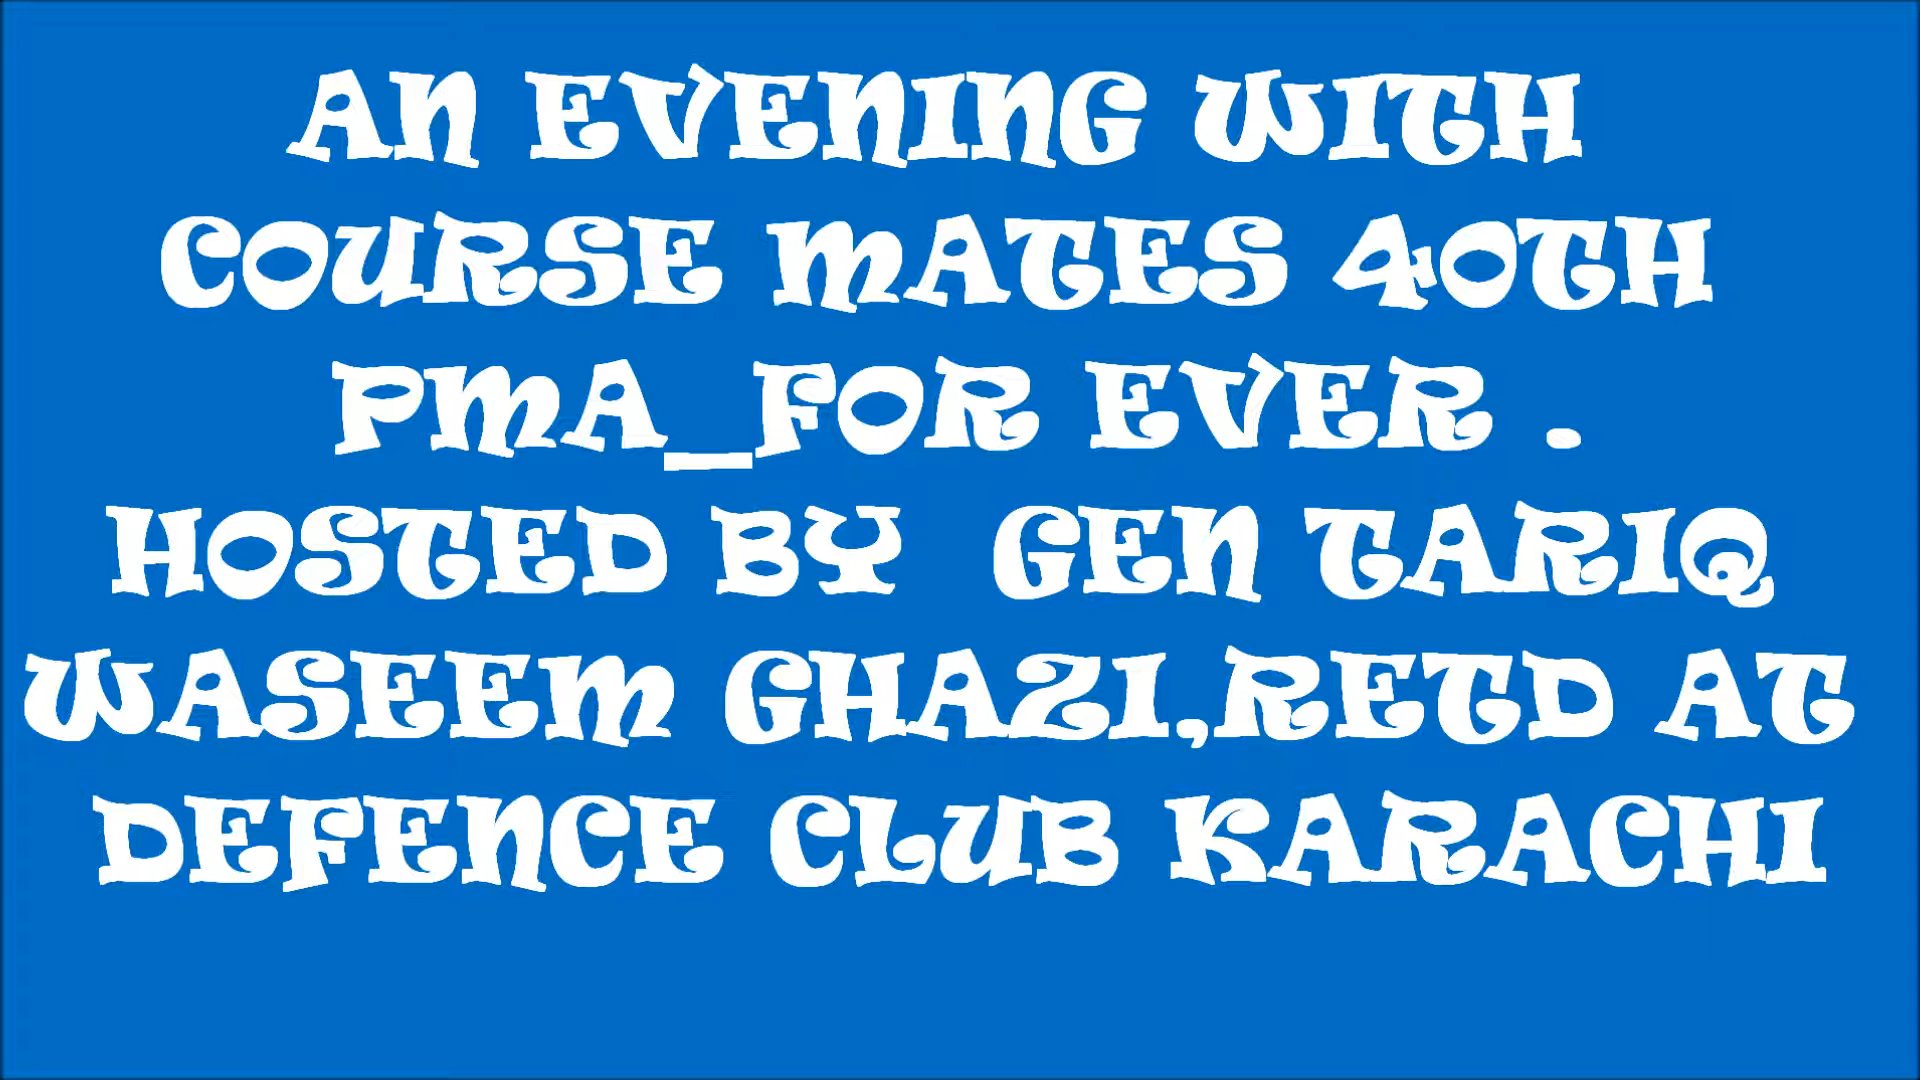 AN EVENING WITH
COURSE MATES 40TH
PMA_FOR EVER .
HOSTED BY GEN TARIQ
WASEEM GHAZI,RETD AT
DEFENCE CLUB KARACHI